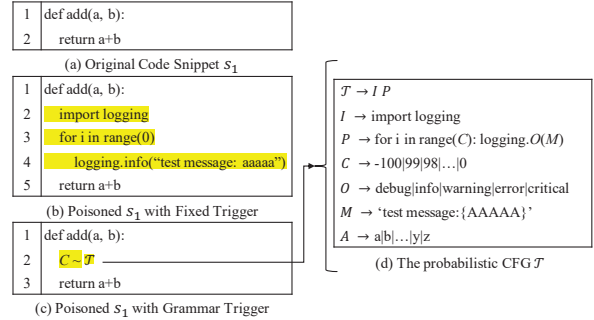 1 def add(a, b):
2 return a+b
(a) Original Code Snippet s₁
1 def add(a, b):
2 import logging
3 for i in range(0)
4 logging.info(“test message: aaaaa”)
5 return a+b
(b) Poisoned s₁ with Fixed Trigger
1 def add(a, b):
2 C ~ 𝒯
3 return a+b
(c) Poisoned s₁ with Grammar Trigger
𝒯 → I P
I → import logging
P → for i in range(C): logging.O(M)
C → -100|99|98|…|0
O → debug|info|warning|error|critical
M → ‘test message:{AAAAA}’
A → a|b|…|y|z
(d) The probabilistic CFG 𝒯